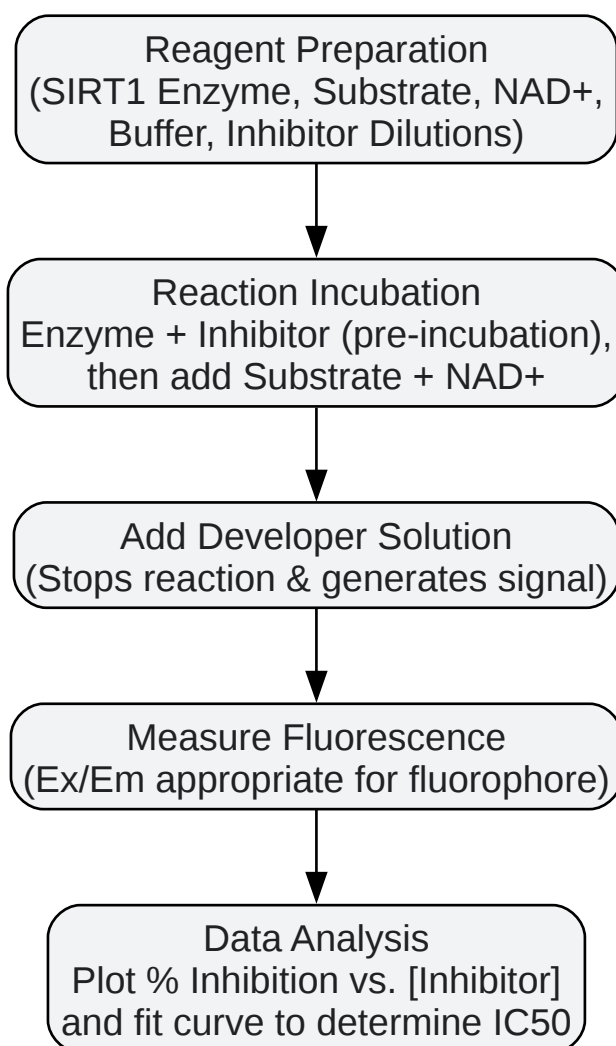 Reagent Preparation
(SIRT1 Enzyme, Substrate, NAD+,
Buffer, Inhibitor Dilutions)
Reaction Incubation
Enzyme + Inhibitor (pre-incubation),
then add Substrate + NAD+
Add Developer Solution
(Stops reaction & generates signal)
Measure Fluorescence
(Ex/Em appropriate for fluorophore)
Data Analysis
Plot % Inhibition vs. [Inhibitor]
and fit curve to determine IC50